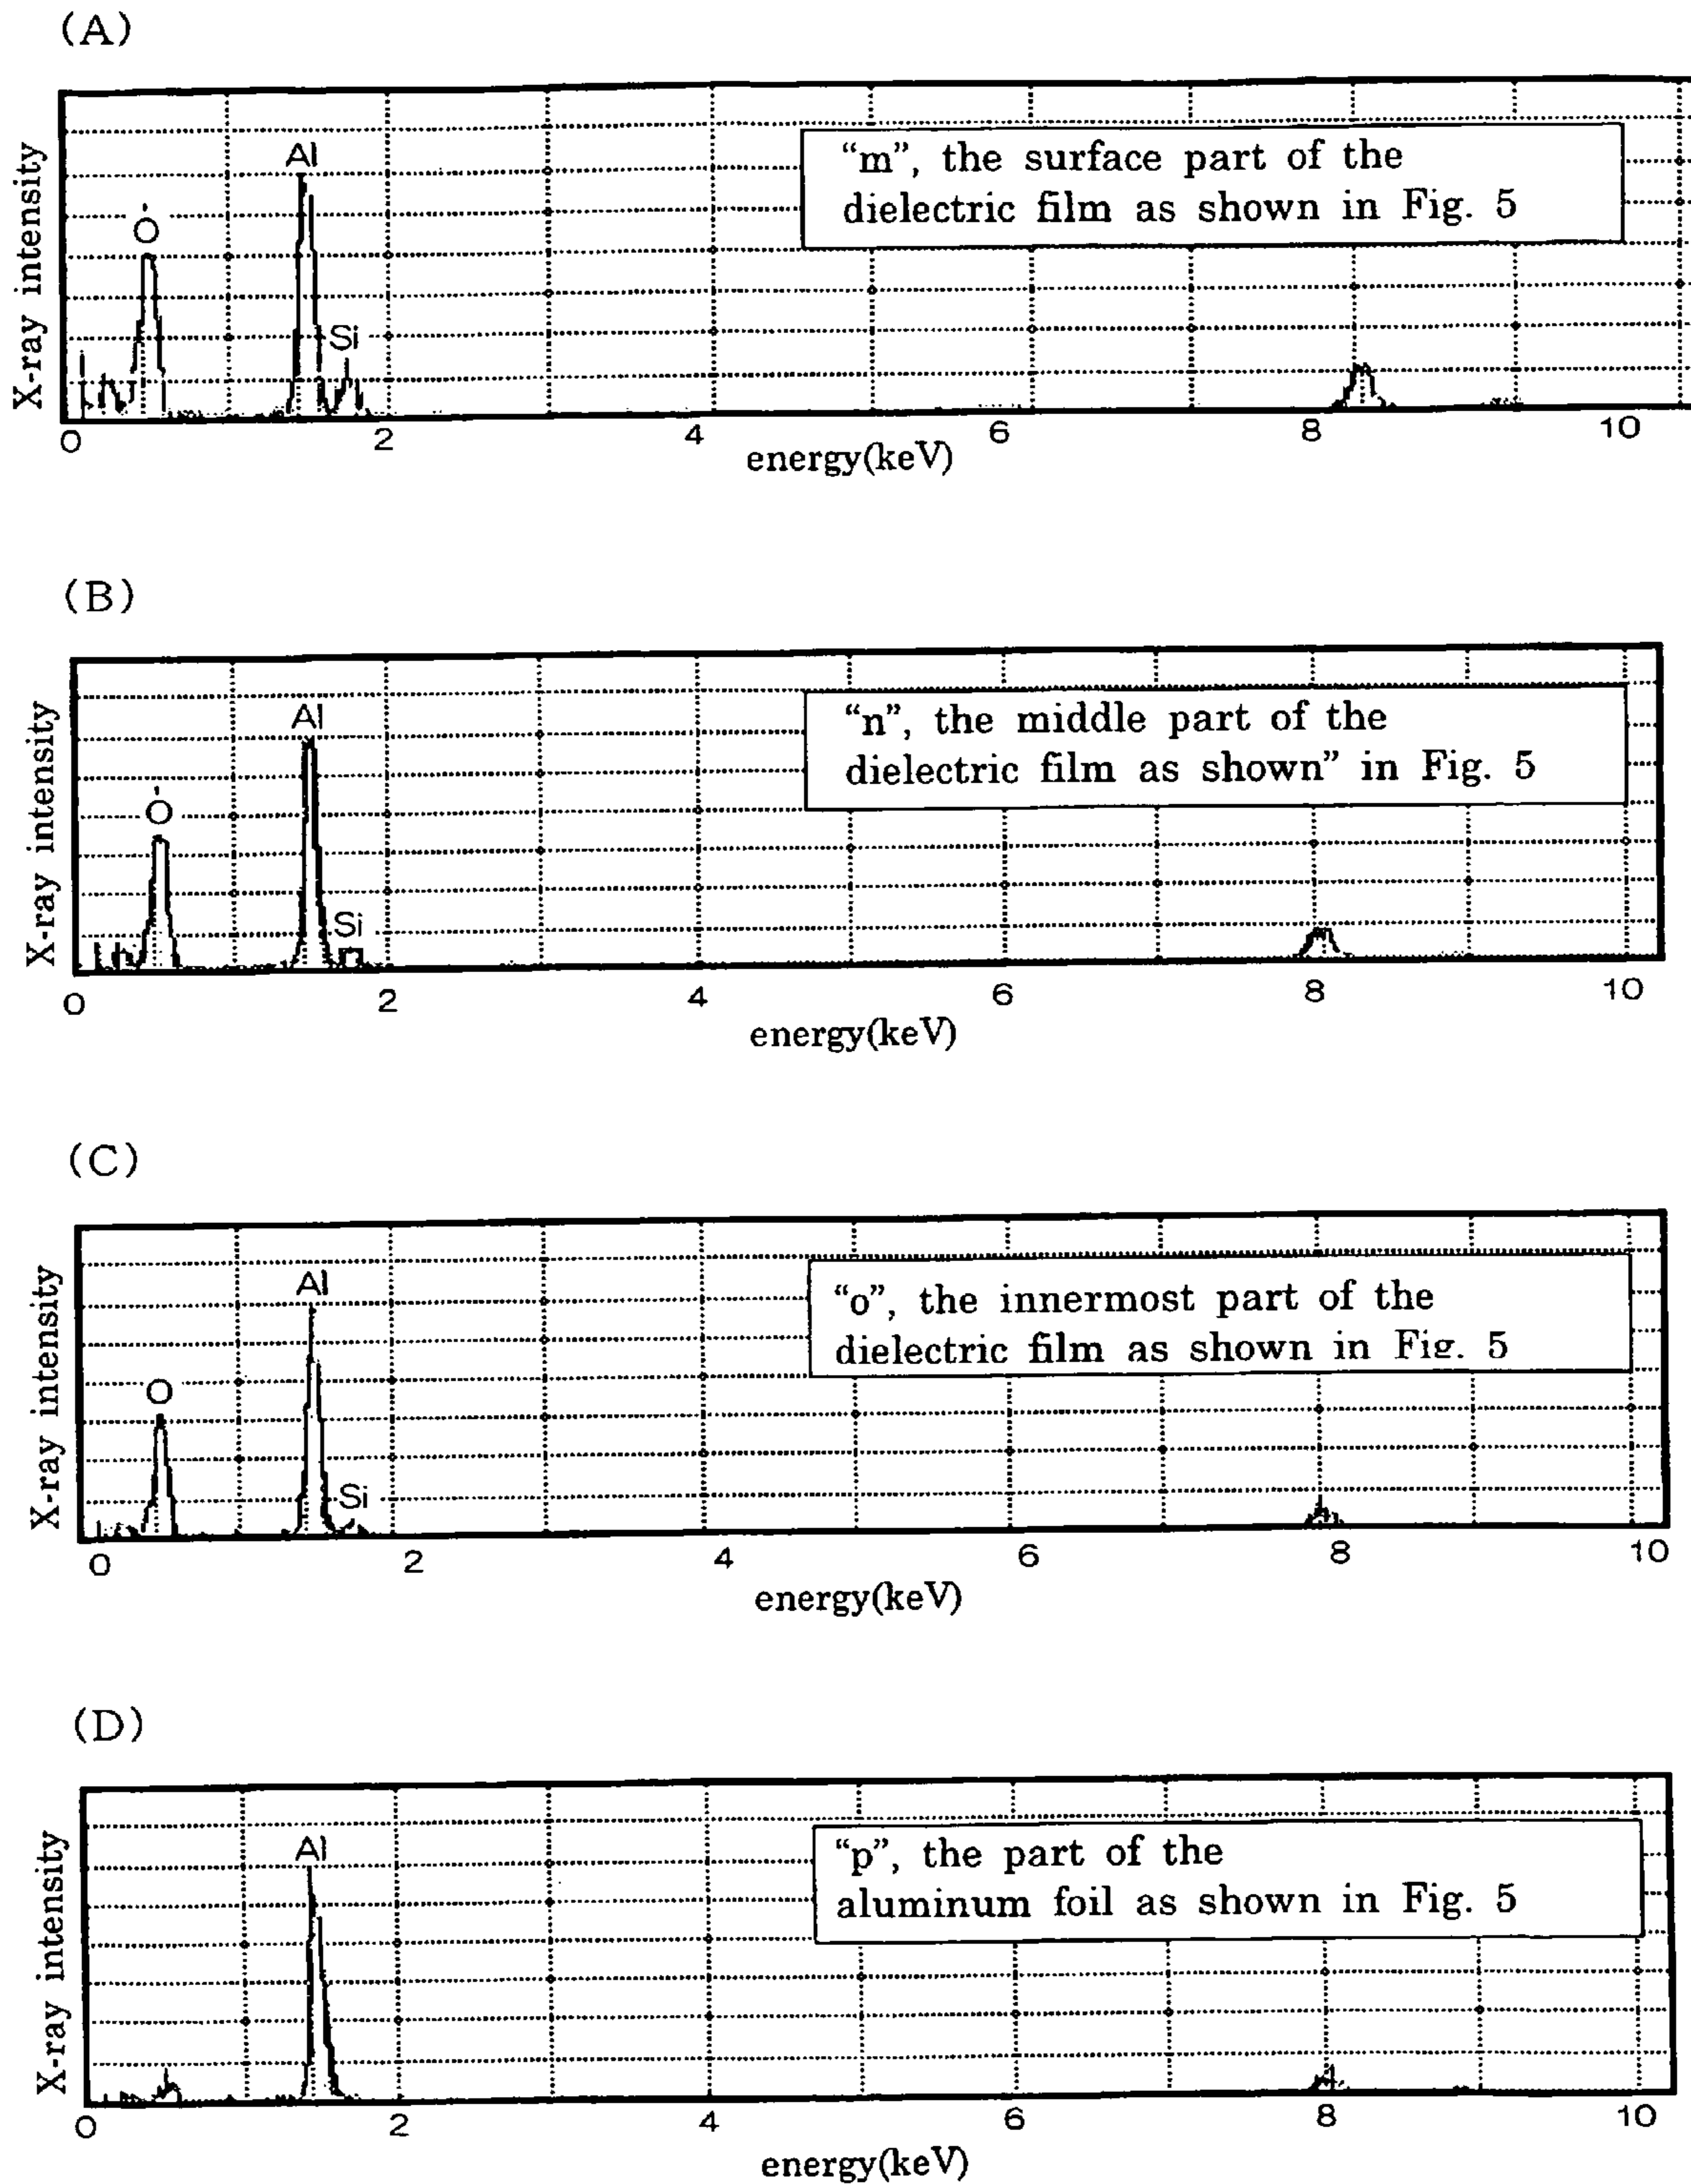 (A)
X-ray intensity
O
Al
Si
“m”, the surface part of the
dielectric film as shown in Fig. 5
0 2 4 6 8 10
energy(keV)
(B)
X-ray intensity
O
Al
Si
“n”, the middle part of the
dielectric film as shown” in Fig. 5
0 2 4 6 8 10
energy(keV)
(C)
X-ray intensity
O
Al
Si
“o”, the innermost part of the
dielectric film as shown in Fig. 5
0 2 4 6 8 10
energy(keV)
(D)
X-ray intensity
Al
“p”, the part of the
aluminum foil as shown in Fig. 5
0 2 4 6 8 10
energy(keV)